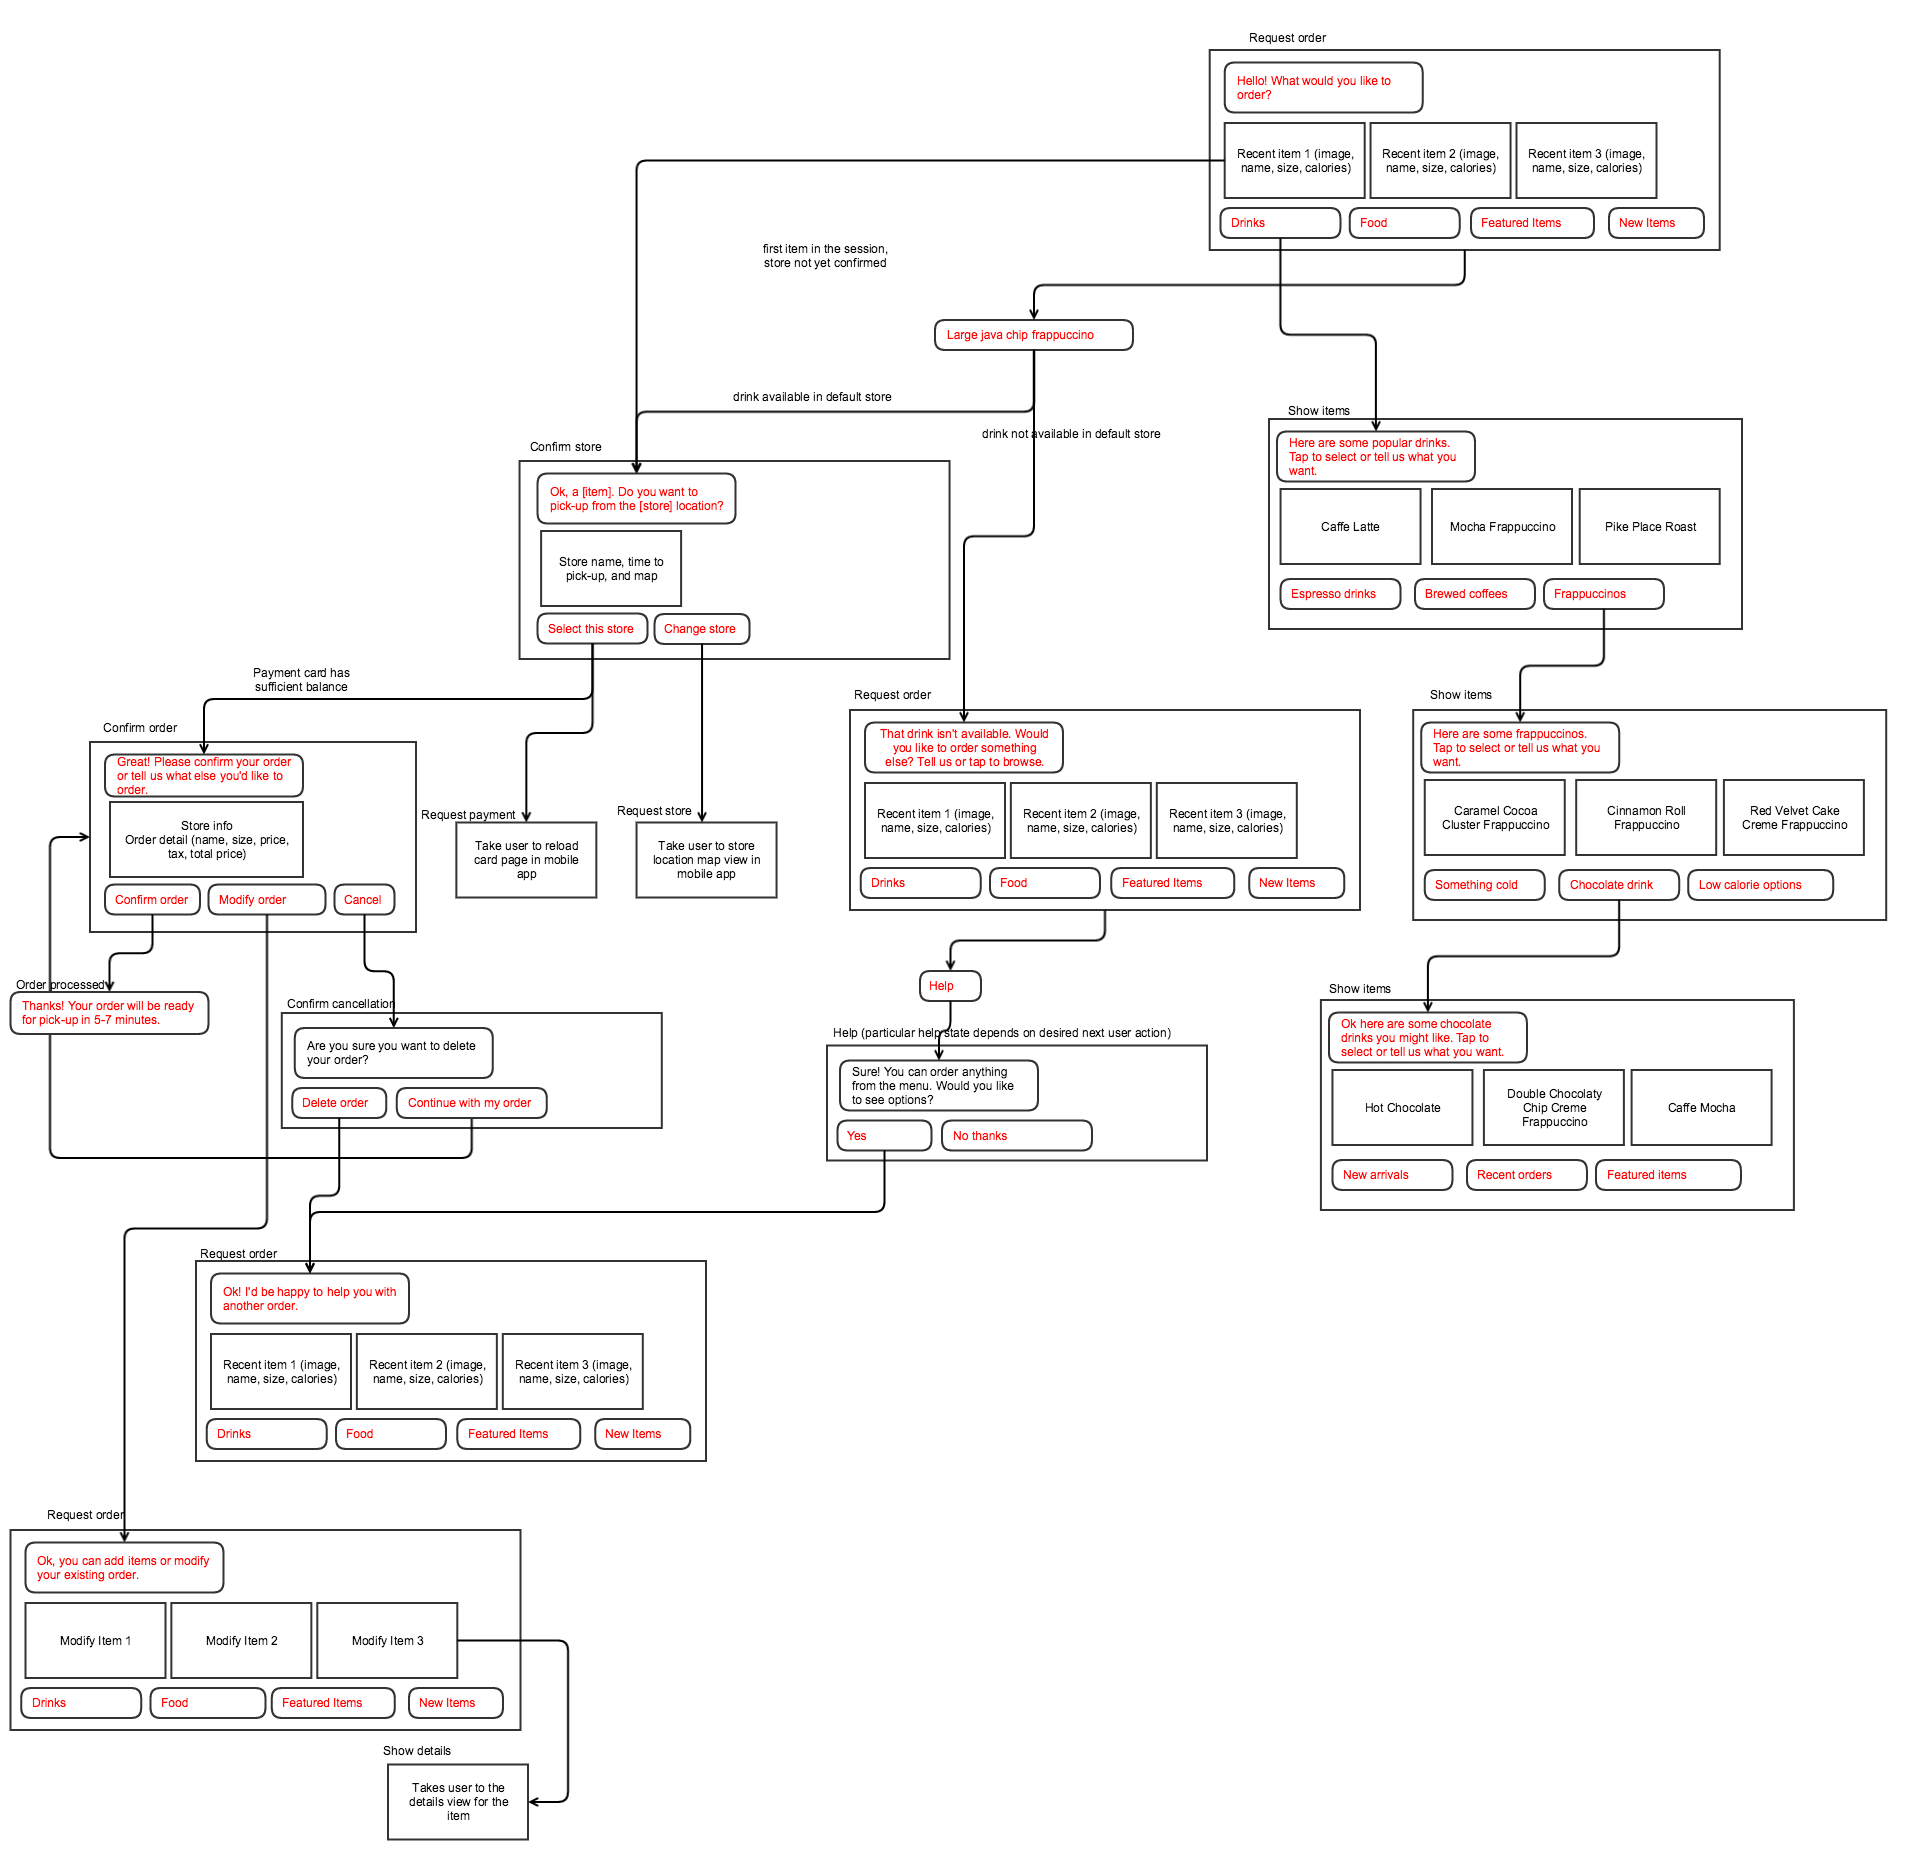 Request order
Hello! What would you like to
order?
Recent item 1 (image,
name, size, calories)
Recent item 2 (image,
name, size, calories)
Recent item 3 (image,
name, size, calories)
Drinks
Food
Featured Items
New Items
first item in the session,
store not yet confirmed
Large java chip frappuccino
drink available in default store
drink not available in default store
Show items
Here are some popular drinks.
Tap to select or tell us what you
want.
Caffe Latte
Mocha Frappuccino
Pike Place Roast
Espresso drinks
Brewed coffees
Frappuccinos
Confirm store
Ok, a [item]. Do you want to
pick-up from the [store] location?
Store name, time to
pick-up, and map
Select this store
Change store
Payment card has
sufficient balance
Confirm order
Great! Please confirm your order
or tell us what else you'd like to
order.
Store info
Order detail (name, size, price,
tax, total price)
Confirm order
Modify order
Cancel
Request payment
Take user to reload
card page in mobile
app
Request store
Take user to store
location map view in
mobile app
Request order
That drink isn't available. Would
you like to order something
else? Tell us or tap to browse.
Recent item 1 (image,
name, size, calories)
Recent item 2 (image,
name, size, calories)
Recent item 3 (image,
name, size, calories)
Drinks
Food
Featured Items
New Items
Show items
Here are some frappuccinos.
Tap to select or tell us what you
want.
Caramel Cocoa
Cluster Frappuccino
Cinnamon Roll
Frappuccino
Red Velvet Cake
Creme Frappuccino
Something cold
Chocolate drink
Low calorie options
Order processed
Thanks! Your order will be ready
for pick-up in 5-7 minutes.
Confirm cancellation
Are you sure you want to delete
your order?
Delete order
Continue with my order
Help
Help (particular help state depends on desired next user action)
Sure! You can order anything
from the menu. Would you like
to see options?
Yes
No thanks
Show items
Ok here are some chocolate
drinks you might like. Tap to
select or tell us what you want.
Hot Chocolate
Double Chocolaty
Chip Creme
Frappuccino
Caffe Mocha
New arrivals
Recent orders
Featured items
Request order
Ok! I'd be happy to help you with
another order.
Recent item 1 (image,
name, size, calories)
Recent item 2 (image,
name, size, calories)
Recent item 3 (image,
name, size, calories)
Drinks
Food
Featured Items
New Items
Request order
Ok, you can add items or modify
your existing order.
Modify Item 1
Modify Item 2
Modify Item 3
Drinks
Food
Featured Items
New Items
Show details
Takes user to the
details view for the
item